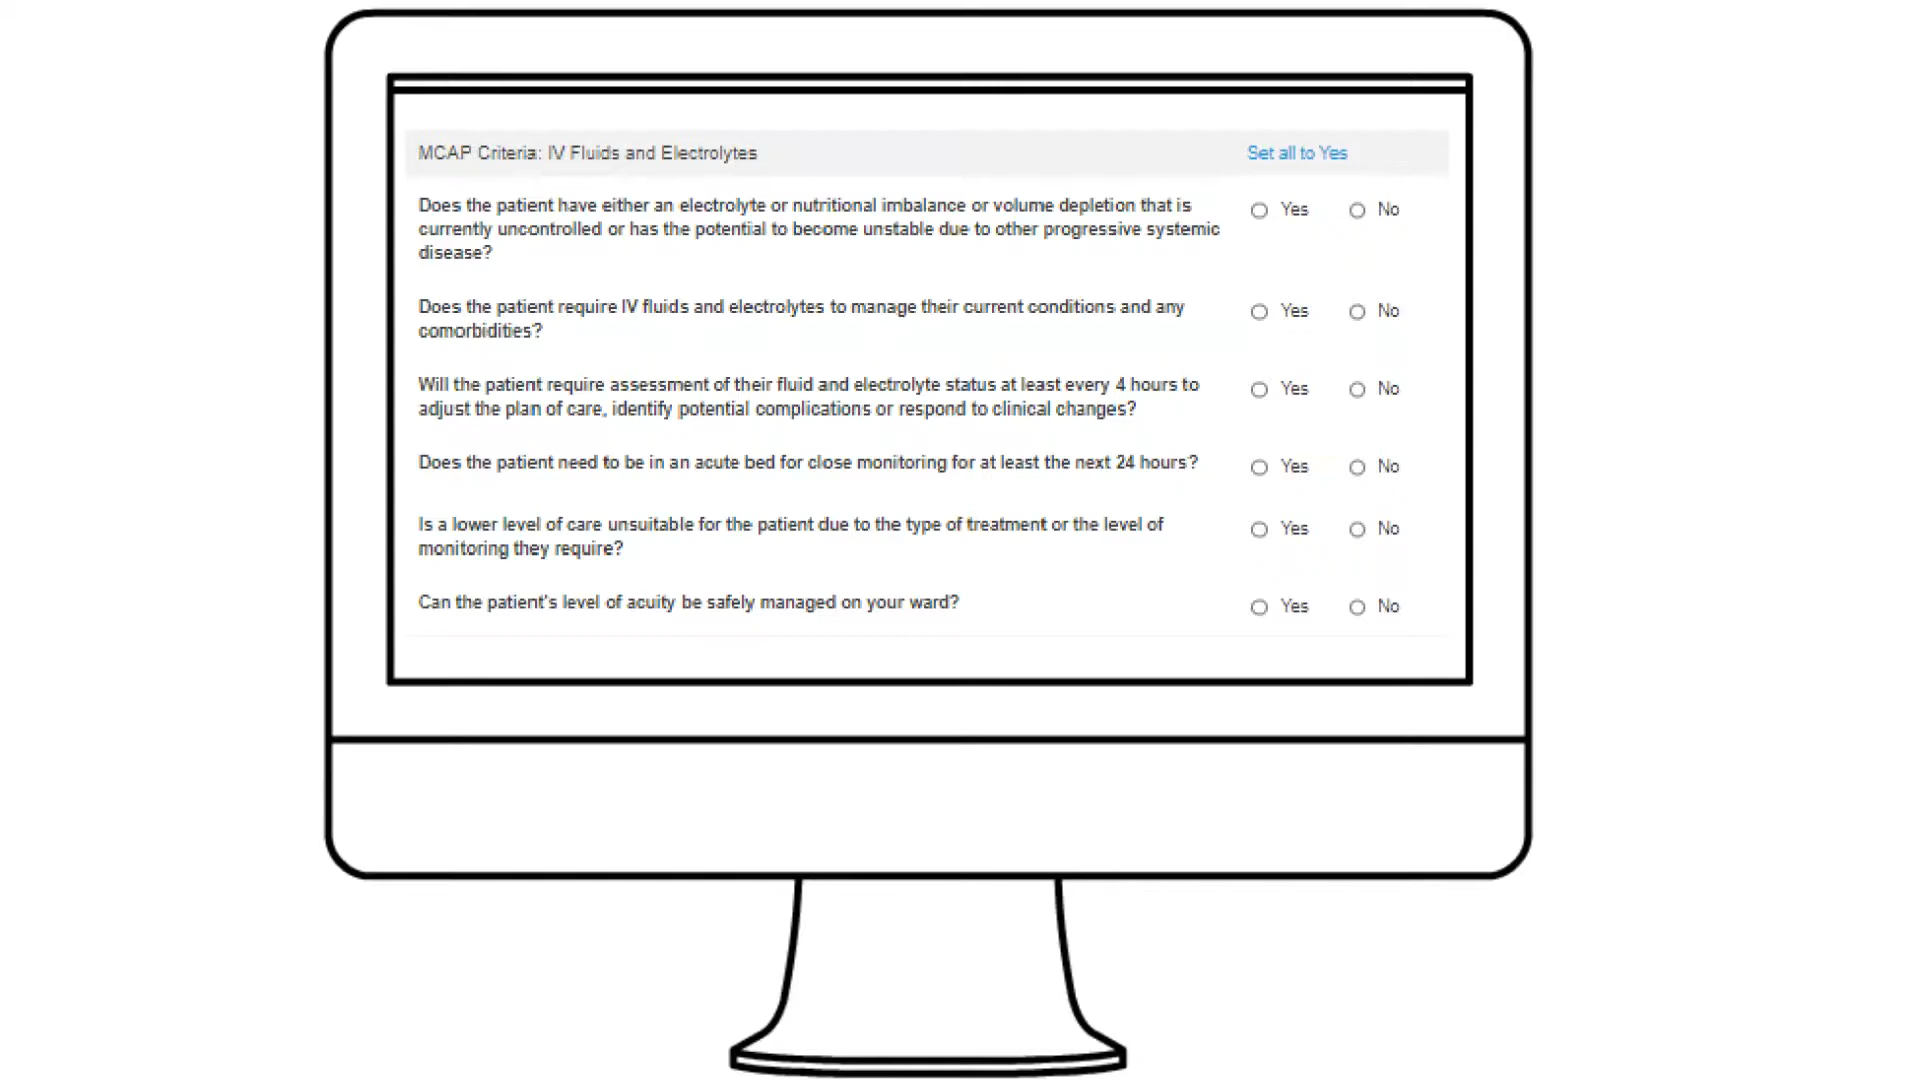 MCAP Criteria: IV Fluids and Electrolytes Set all to Yes
Does the patient have either an electrolyte or nutritional imbalance or volume depletion that is Yes No
currently uncontrolled or has the potential to become unstable due to other progressive systemic
disease?
Does the patient require IV fluids and electrolytes to manage their current conditions and any Yes No
comorbidities?
Will the patient require assessment of their fluid and electrolyte status at least every 4 hours to Yes No
adjust the plan of care, identify potential complications or respond to clinical changes?
Does the patient need to be in an acute bed for close monitoring for at least the next 24 hours? Yes No
Is a lower level of care unsuitable for the patient due to the type of treatment or the level of Yes No
monitoring they require?
Can the patient's level of acuity be safely managed on your ward? Yes No